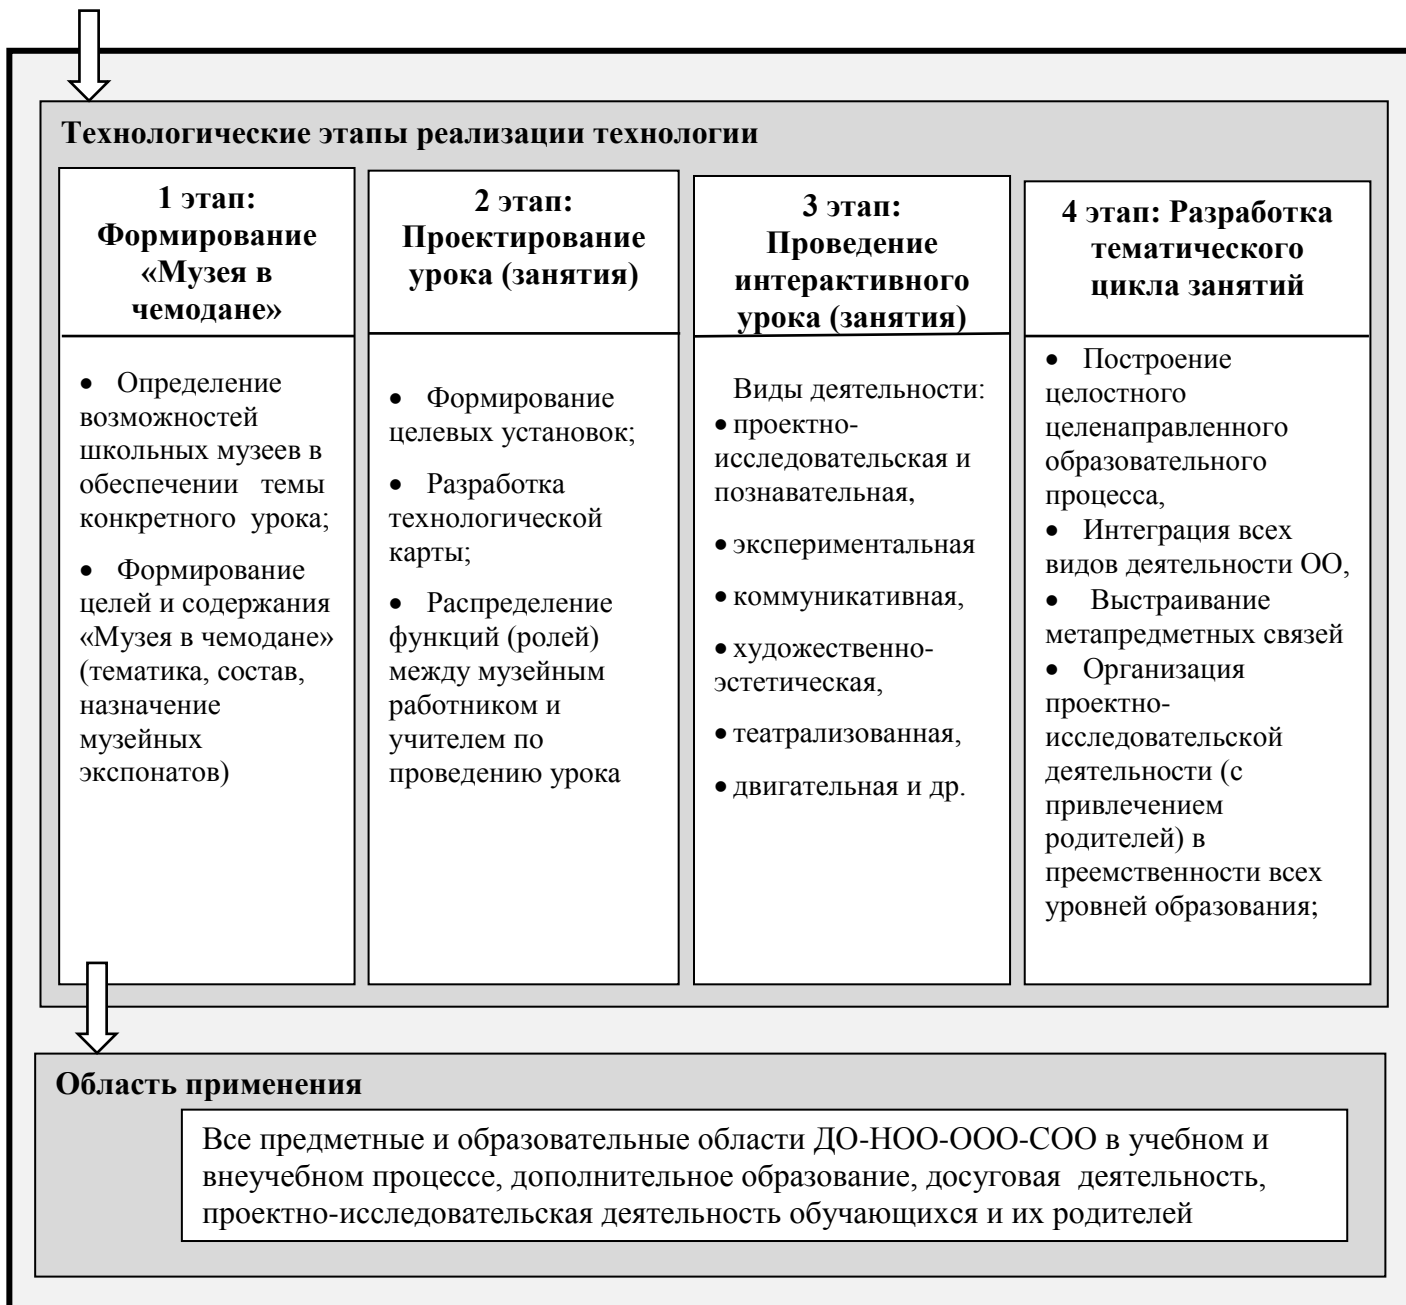 Технологические этапы реализации технологии
1 этап:
Формирование
«Музея в
чемодане»
• Определение
возможностей
школьных музеев в
обеспечении темы
конкретного урока;
• Формирование
целей и содержания
«Музея в чемодане»
(тематика, состав,
назначение
музейных
экспонатов)
2 этап:
Проектирование
урока (занятия)
• Формирование
целевых установок;
• Разработка
технологической
карты;
• Распределение
функций (ролей)
между музейным
работником и
учителем по
проведению урока
3 этап:
Проведение
интерактивного
урока (занятия)
Виды деятельности:
• проектно-
исследовательская и
познавательная,
• экспериментальная
• коммуникативная,
• художественно-
эстетическая,
• театрализованная,
• двигательная и др.
4 этап: Разработка
тематического
цикла занятий
• Построение
целостного
целенаправленного
образовательного
процесса,
• Интеграция всех
видов деятельности ОО,
• Выстраивание
метапредметных связей
• Организация
проектно-
исследовательской
деятельности (с
привлечением
родителей) в
преемственности всех
уровней образования;
Область применения
Все предметные и образовательные области ДО-НОО-ООО-СОО в учебном и
внеучебном процессе, дополнительное образование, досуговая деятельность,
проектно-исследовательская деятельность обучающихся и их родителей